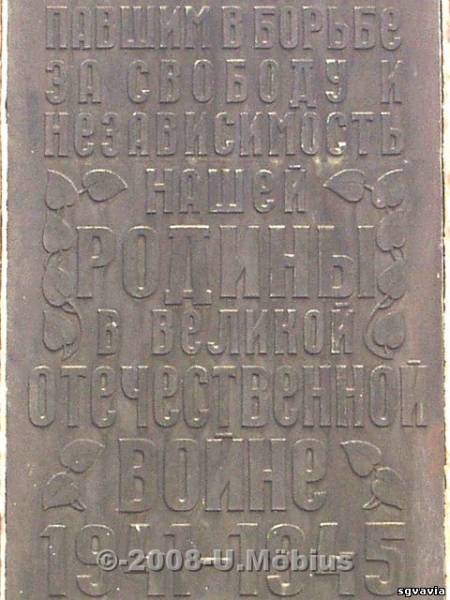 ПАВШИМ В БОРЬБЕ
ЗА СВОБОДУ И
НЕЗАВИСИМОСТЬ
НАШЕЙ
РОДИНЫ
В ВЕЛИКОЙ
ОТЕЧЕСТВЕННОЙ
ВОЙНЕ
1941-1945
©-2008-U.Möbius
sgvavia